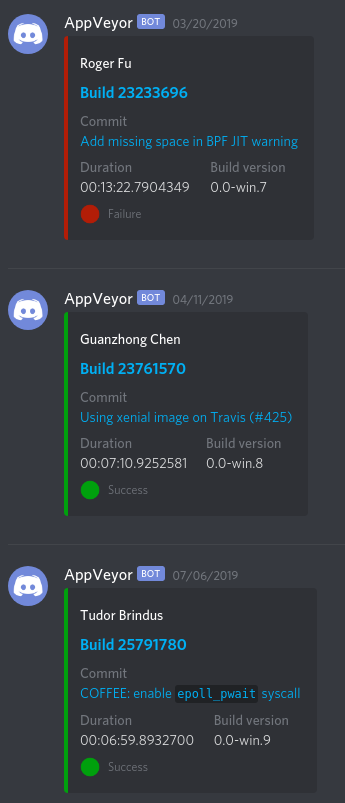 AppVeyor BOT 03/20/2019
Roger Fu
Build 23233696
Commit
Add missing space in BPF JIT warning
Duration Build version
00:13:22.7904349 0.0-win.7
Failure
AppVeyor BOT 04/11/2019
Guanzhong Chen
Build 23761570
Commit
Using xenial image on Travis (#425)
Duration Build version
00:07:10.9252581 0.0-win.8
Success
AppVeyor BOT 07/06/2019
Tudor Brindus
Build 25791780
Commit
COFFEE: enable epoll_pwait syscall
Duration Build version
00:06:59.8932700 0.0-win.9
Success